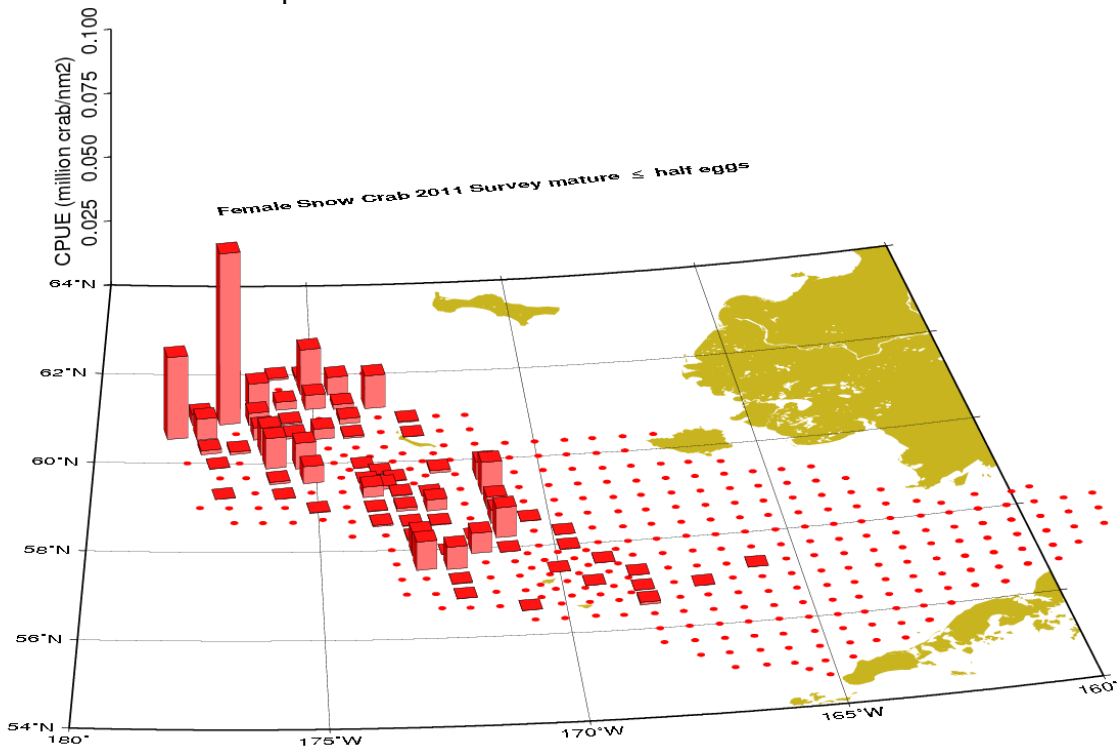 0.100
0.075
0.050
0.025
CPUE (million crab/nm2)
Female Snow Crab 2011 Survey mature ≤ half eggs
64°N
62°N
60°N
58°N
56°N
54°N
180°
175°W
170°W
165°W
160°